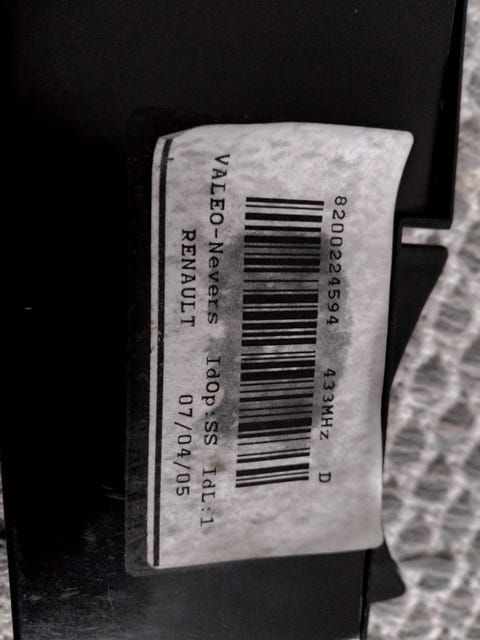 8200224594 433MHz D
VALEO-Nevers IdOp:SS IdL:1
RENAULT 07/04/05